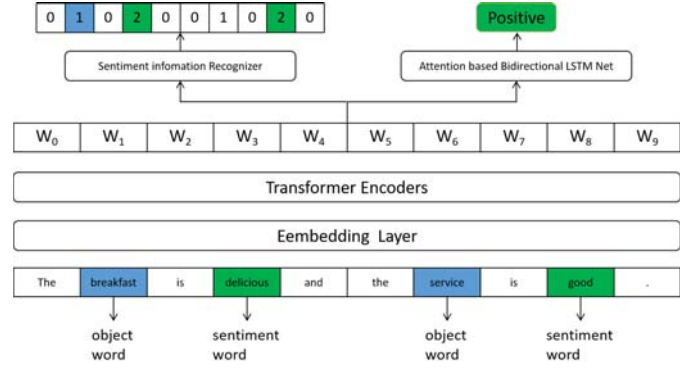 0 1 0 2 0 0 1 0 2 0
Positive
Sentiment infomation Recognizer
Attention based Bidirectional LSTM Net
W0 W1 W2 W3 W4 W5 W6 W7 W8 W9
Transformer Encoders
Eembedding Layer
The breakfast is delicious and the service is good .
object word
sentiment word
object word
sentiment word